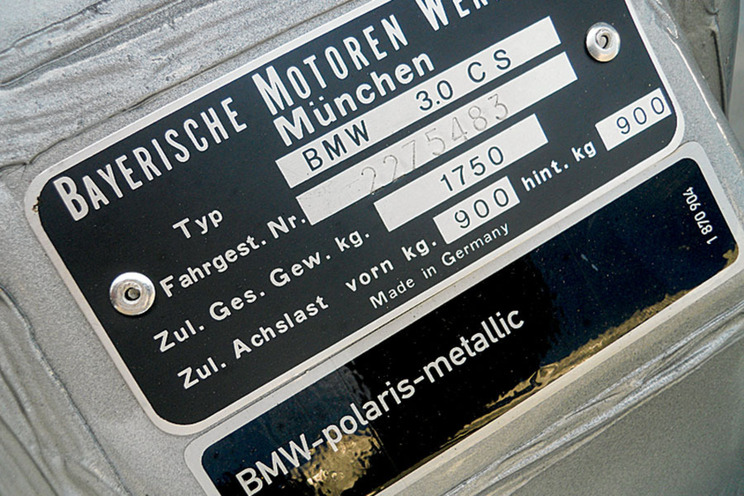 BAYERISCHE MOTOREN WER
München
Typ BMW 3.0 CS
Fahrgest. Nr. 2275483
Zul. Ges. Gew. kg. 1750
Zul. Achslast vorn kg. 900 hint. kg 900
Made in Germany
1 870 904
BMW-polaris-metallic